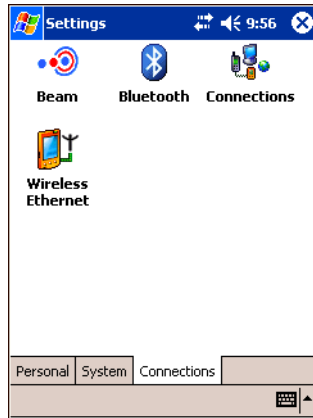 Settings 9:56
Beam Bluetooth Connections
Wireless
Ethernet
Personal System Connections